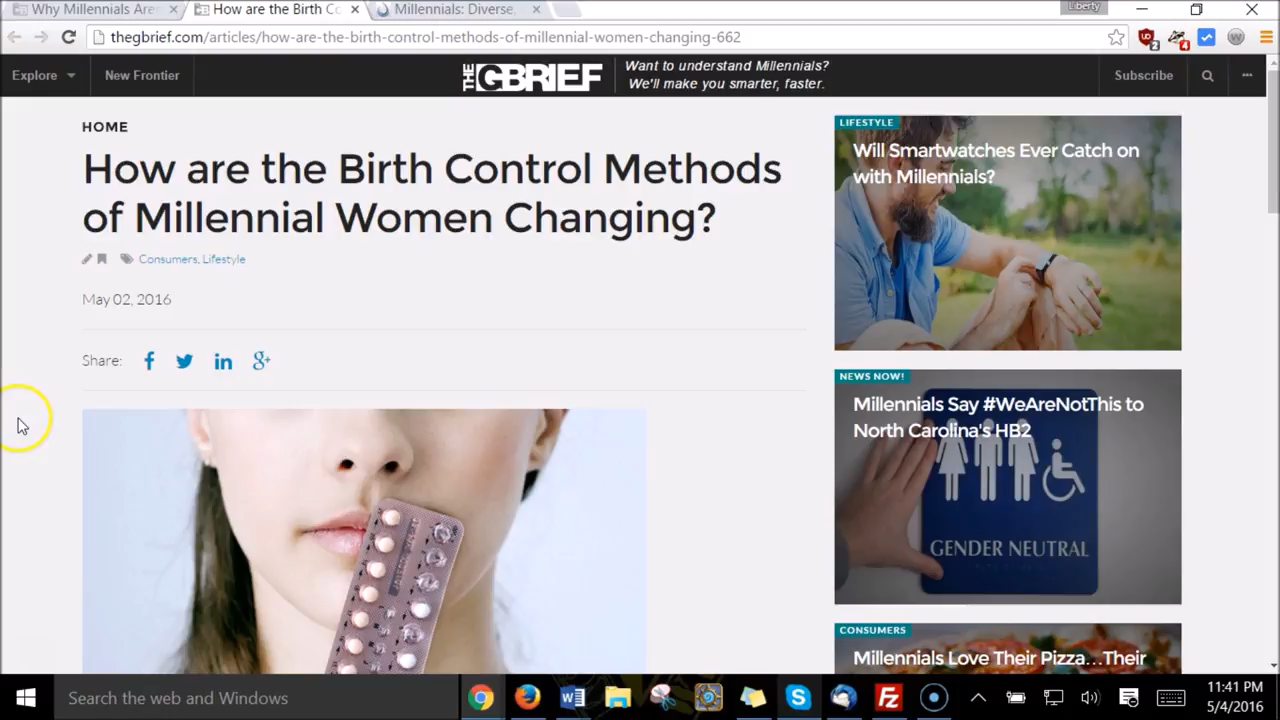 Liberty
Why Millennials Are
How are the Birth Co
Millennials: Diverse,
thegbrief.com/articles/how-are-the-birth-control-methods-of-millennial-women-changing-662
2
4
Explore
New Frontier
THE GBRIEF
Want to understand Millennials?
We'll make you smarter, faster.
Subscribe
HOME
How are the Birth Control Methods
of Millennial Women Changing?
Consumers, Lifestyle
May 02, 2016
Share:
LIFESTYLE
Will Smartwatches Ever Catch on
with Millennials?
NEWS NOW!
Millennials Say #WeAreNotThis to
North Carolina's HB2
GENDER NEUTRAL
CONSUMERS
Millennials Love Their Pizza…Their
Search the web and Windows
11:41 PM
5/4/2016